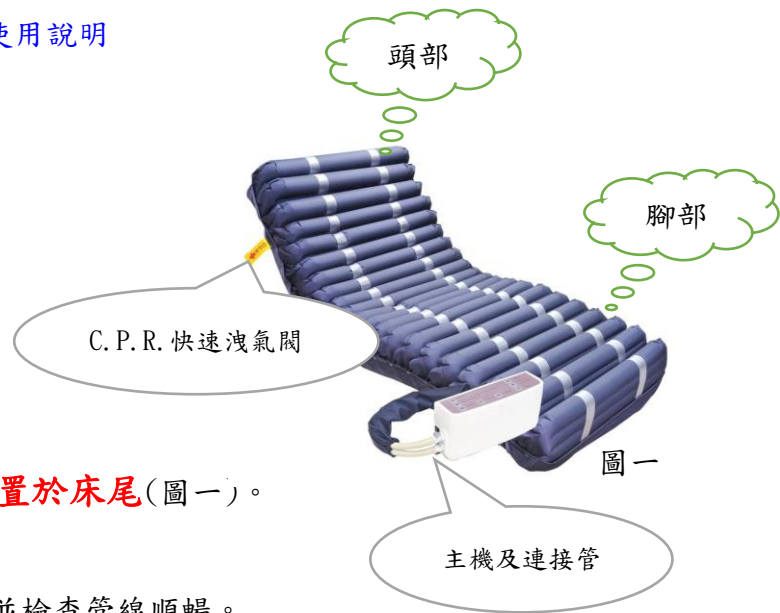 使用說明
頭部
腳部
C.P.R.快速洩氣閥
圖一
置於床尾(圖一)。
主機及連接管
並檢查管線順暢。